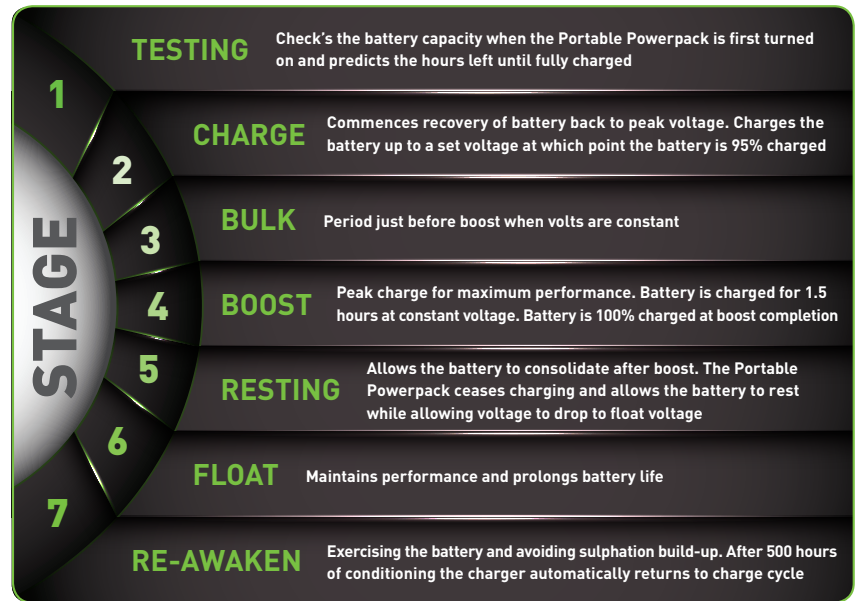 STAGE
1
TESTING
Check's the battery capacity when the Portable Powerpack is first turned
on and predicts the hours left until fully charged
2
CHARGE
Commences recovery of battery back to peak voltage. Charges the
battery up to a set voltage at which point the battery is 95% charged
3
BULK
Period just before boost when volts are constant
4
BOOST
Peak charge for maximum performance. Battery is charged for 1.5
hours at constant voltage. Battery is 100% charged at boost completion
5
RESTING
Allows the battery to consolidate after boost. The Portable
Powerpack ceases charging and allows the battery to rest
while allowing voltage to drop to float voltage
6
FLOAT
Maintains performance and prolongs battery life
7
RE-AWAKEN
Exercising the battery and avoiding sulphation build-up. After 500 hours
of conditioning the charger automatically returns to charge cycle